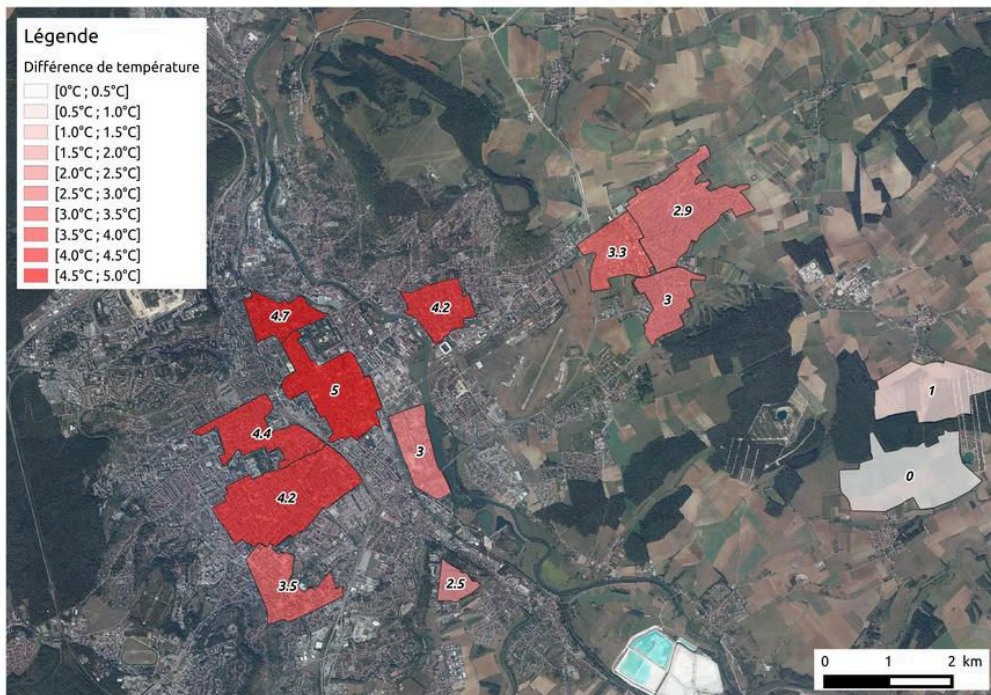 Légende
Différence de température
[0°C ; 0.5°C]
[0.5°C ; 1.0°C]
[1.0°C ; 1.5°C]
[1.5°C ; 2.0°C]
[2.0°C ; 2.5°C]
[2.5°C ; 3.0°C]
[3.0°C ; 3.5°C]
[3.5°C ; 4.0°C]
[4.0°C ; 4.5°C]
[4.5°C ; 5.0°C]
2.9
3.3
3
4.7
4.2
5
1
4.4
3
0
4.2
3.5
2.5
0 1 2 km